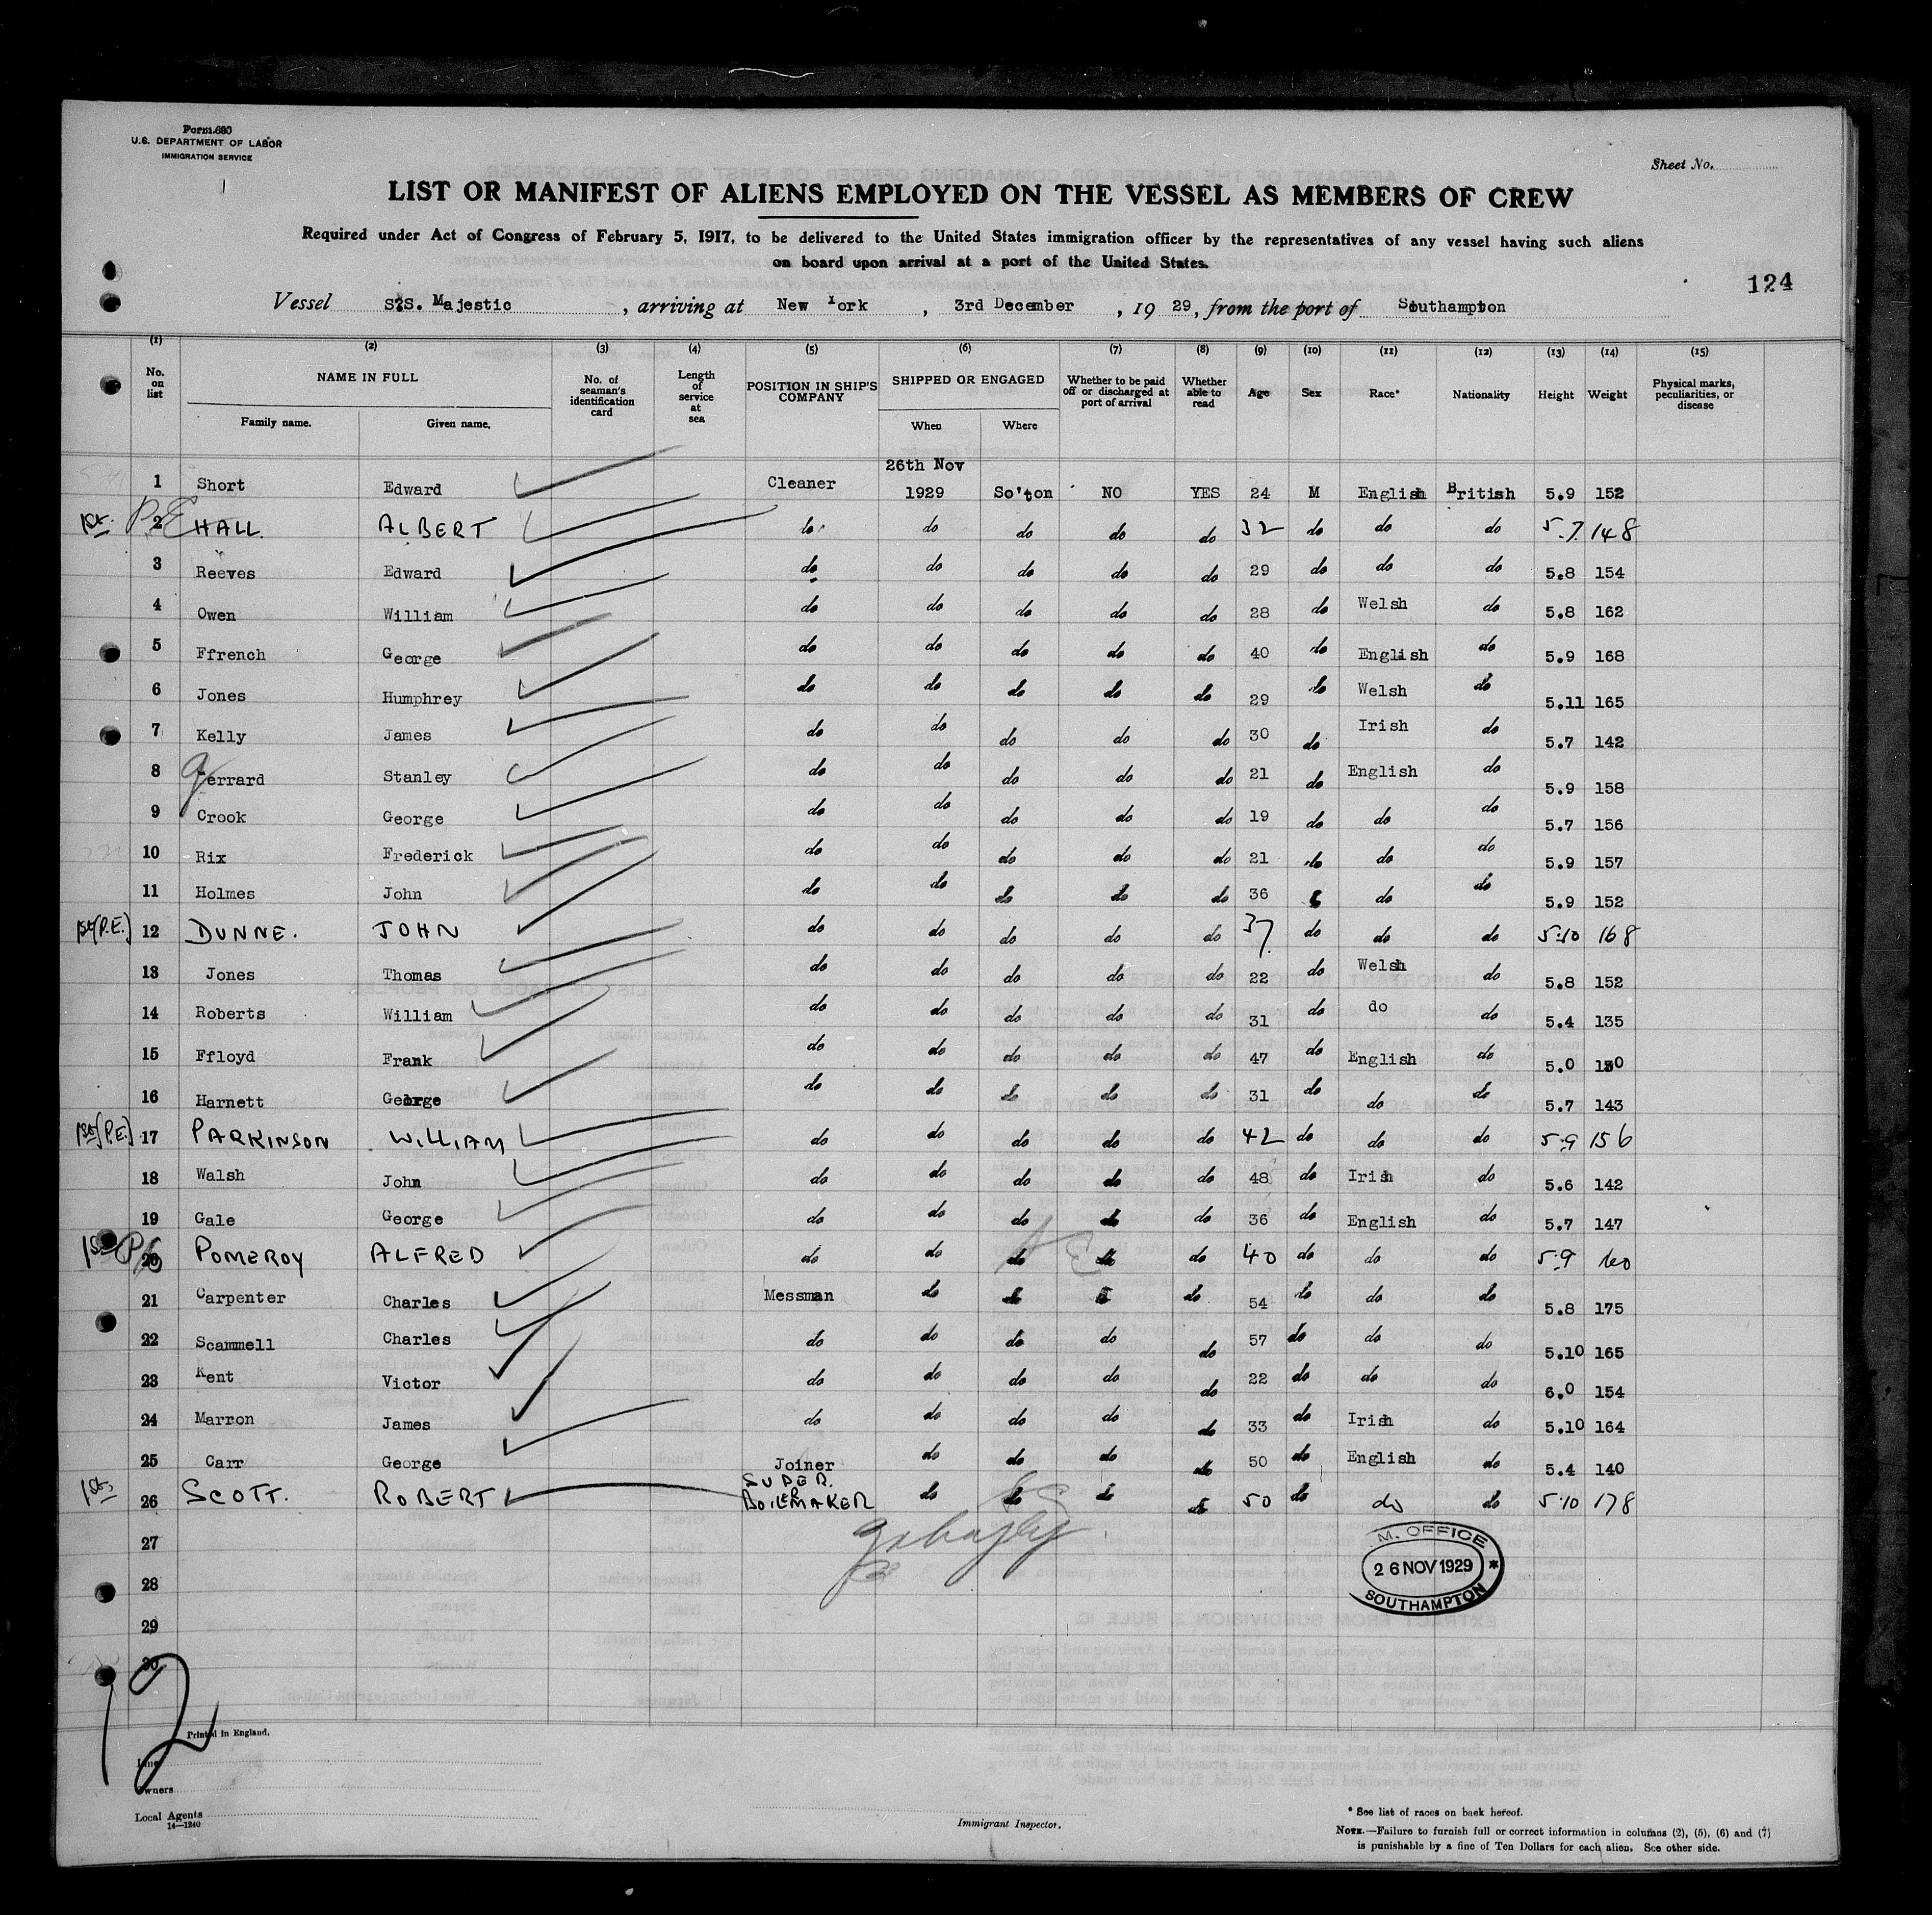 Form 680
U.S. DEPARTMENT OF LABOR
IMMIGRATION SERVICE
Sheet No.
LIST OR MANIFEST OF ALIENS EMPLOYED ON THE VESSEL AS MEMBERS OF CREW
Required under Act of Congress of February 5, 1917, to be delivered to the United States immigration officer by the representatives of any vessel having such aliens
on board upon arrival at a port of the United States.
124
Vessel S.S. Majestic, arriving at New York, 3rd December, 1929, from the port of Southampton
(1) (2) (3) (4) (5) (6) (7) (8) (9) (10) (11) (12) (13) (14) (15)
No. on list NAME IN FULL Family name. Given name. No. of seaman's identification card Length of service at sea POSITION IN SHIP'S COMPANY SHIPPED OR ENGAGED When Where Whether to be paid off or discharged at port of arrival Whether able to read Age Sex Race* Nationality Height Weight Physical marks, peculiarities, or disease
1 Short Edward Cleaner 26th Nov 1929 So'ton NO YES 24 M English British 5.9 152
1st. P.E 2 HALL. ALBERT do do do do do 32 do do do 5.7 148
3 Reeves Edward do do do do do 29 do do do 5.8 154
4 Owen William do do do do do 28 do Welsh do 5.8 162
5 Ffrench George do do do do do 40 do English do 5.9 168
6 Jones Humphrey do do do do do 29 do Welsh do 5.11 165
7 Kelly James do do do do do 30 do Irish do 5.7 142
8 Gerrard Stanley do do do do do 21 do English do 5.9 158
9 Crook George do do do do do 19 do do do 5.7 156
10 Rix Frederick do do do do do 21 do do do 5.9 157
11 Holmes John do do do do do 36 do do 5.9 152
1st (P.E.) 12 DUNNE. JOHN do do do do do 37 do do do 5.10 168
13 Jones Thomas do do do do do 22 do Welsh do 5.8 152
14 Roberts William do do do do do 31 do do do 5.4 135
15 Ffloyd Frank do do do do do 47 do English do 5.0
16 Harnett George do do do do do 31 do do do 5.7 143
1st (P.E.) 17 PARKINSON WILLIAM do do do do do 42 do do do 5.9 156
18 Walsh John do do do do do 48 do Irish do 5.6 142
19 Gale George do do do do do 36 do English do 5.7 147
1st P/E 20 POMEROY ALFRED do do do do do 40 do do do 5.9 160
21 Carpenter Charles Messman do do do do 54 do do do 5.8 175
22 Scammell Charles do do do do do 57 do do do 5.10 165
23 Kent Victor do do do do do 22 do do do 6.0 154
24 Marron James do do do do do 33 do Irish do 5.10 164
25 Carr George Joiner do do do do 50 do English do 5.4 140
1st. 26 SCOTT. ROBERT SUPER. BOILERMAKER do do do do 50 do do do 5.10 178
27
28
29
30
M. OFFICE
26 NOV 1929 *
SOUTHAMPTON
12
Printed in England.
Line
Owners
Local Agents
14—1240
Immigrant Inspector.
* See list of races on back hereof.
NOTE.—Failure to furnish full or correct information in columns (2), (5), (6) and (7)
is punishable by a fine of Ten Dollars for each alien. See other side.